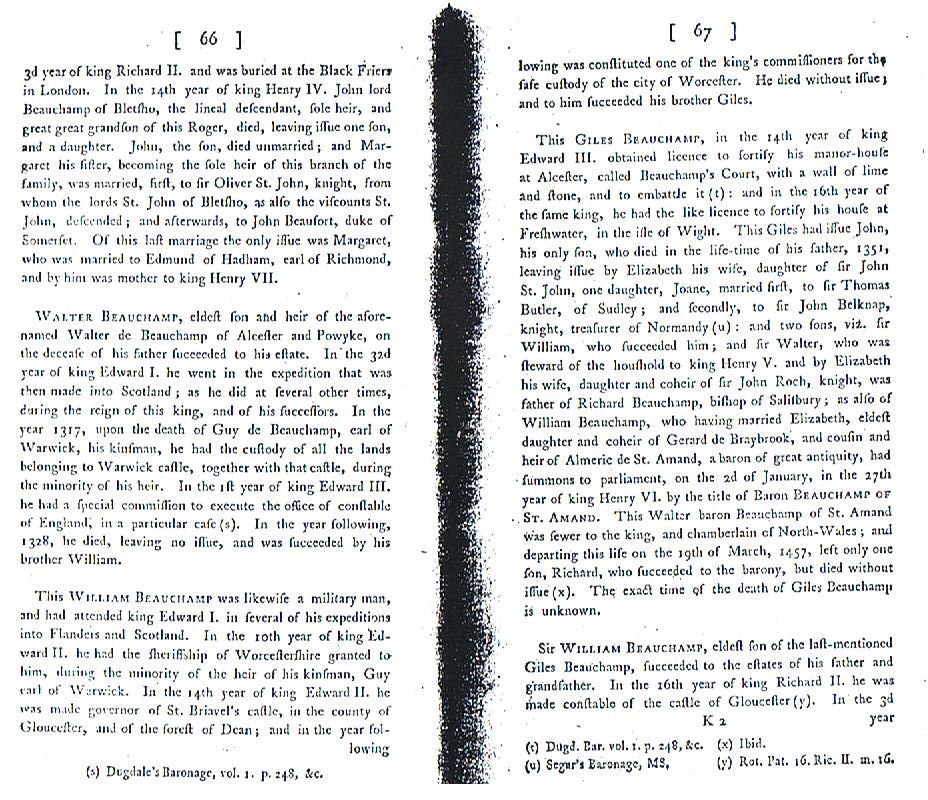 [ 66 ]
3d year of king Richard II. and was buried at the Black Friers
in London. In the 14th year of king Henry IV. John lord
Beauchamp of Bletſho, the lineal deſcendant, ſole heir, and
great great grandſon of this Roger, died, leaving iſſue one ſon,
and a daughter. John, the ſon, died unmarried; and Mar-
garet his ſiſter, becoming the ſole heir of this branch of the
family, was married, firſt, to ſir Oliver St. John, knight, from
whom the lords St. John of Bletſho, as alſo the viſcounts St.
John, deſcended; and afterwards, to John Beaufort, duke of
Somerſet. Of this laſt marriage the only iſſue was Margaret,
who was married to Edmund of Hadham, earl of Richmond,
and by him was mother to king Henry VII.
WALTER BEAUCHAMP, eldeſt ſon and heir of the afore-
named Walter de Beauchamp of Alceſter and Powyke, on
the deceaſe of his father ſucceeded to his eſtate. In the 32d
year of king Edward I. he went in the expedition that was
then made into Scotland; as he did at ſeveral other times,
during the reign of this king, and of his ſucceſſors. In the
year 1317, upon the death of Guy de Beauchamp, earl of
Warwick, his kinſman, he had the cuſtody of all the lands
belonging to Warwick caſtle, together with that caſtle, during
the minority of his heir. In the 1ſt year of king Edward III.
he had a ſpecial commiſſion to execute the office of conſtable
of England, in a particular caſe (s). In the year following,
1328, he died, leaving no iſſue, and was ſucceeded by his
brother William.
This WILLIAM BEAUCHAMP was likewiſe a military man,
and had attended king Edward I. in ſeveral of his expeditions
into Flanders and Scotland. In the 10th year of king Ed-
ward II. he had the ſheriffſhip of Worceſterſhire granted to
him, during the minority of the heir of his kinſman, Guy
earl of Warwick. In the 14th year of king Edward II. he
was made governor of St. Briavel's caſtle, in the county of
Glouceſter, and of the foreſt of Dean; and in the year fol-
lowing
(s) Dugdale's Baronage, vol. 1. p. 248, &c.
[ 67 ]
lowing was conſtituted one of the king's commiſſioners for the
ſafe cuſtody of the city of Worceſter. He died without iſſue;
and to him ſucceeded his brother Giles.
This GILES BEAUCHAMP, in the 14th year of king
Edward III. obtained licence to fortify his manor-houſe
at Alceſter, called Beauchamp's Court, with a wall of lime
and ſtone, and to embattle it (t): and in the 16th year of
the ſame king, he had the like licence to fortify his houſe at
Freſhwater, in the iſle of Wight. This Giles had iſſue John,
his only ſon, who died in the life-time of his father, 1351,
leaving iſſue by Elizabeth his wife, daughter of ſir John
St. John, one daughter, Joane, married firſt, to ſir Thomas
Butler, of Sudley; and ſecondly, to ſir John Belknap,
knight, treaſurer of Normandy (u): and two ſons, viz. ſir
William, who ſucceeded him; and ſir Walter, who was
ſteward of the houſhold to king Henry V. and by Elizabeth
his wife, daughter and coheir of ſir John Roch, knight, was
father of Richard Beauchamp, biſhop of Saliſbury; as alſo of
William Beauchamp, who having married Elizabeth, eldeſt
daughter and coheir of Gerard de Braybrook, and couſin and
heir of Almeric de St. Amand, a baron of great antiquity, had
ſummons to parliament, on the 2d of January, in the 27th
year of king Henry VI. by the title of Baron BEAUCHAMP OF
ST. AMAND. This Walter baron Beauchamp of St. Amand
was ſewer to the king, and chamberlain of North-Wales; and
departing this life on the 19th of March, 1457, left only one
ſon, Richard, who ſucceeded to the barony, but died without
iſſue (x). The exact time of the death of Giles Beauchamp
is unknown.
Sir WILLIAM BEAUCHAMP, eldeſt ſon of the laſt-mentioned
Giles Beauchamp, ſucceeded to the eſtates of his father and
grandfather. In the 16th year of king Richard II. he was
made conſtable of the caſtle of Glouceſter (y). In the 3d
K 2 year
(t) Dugd. Bar. vol. 1. p. 248, &c. (x) Ibid.
(u) Segar's Baronage, MS, (y) Rot. Pat. 16. Ric. II. m. 16.